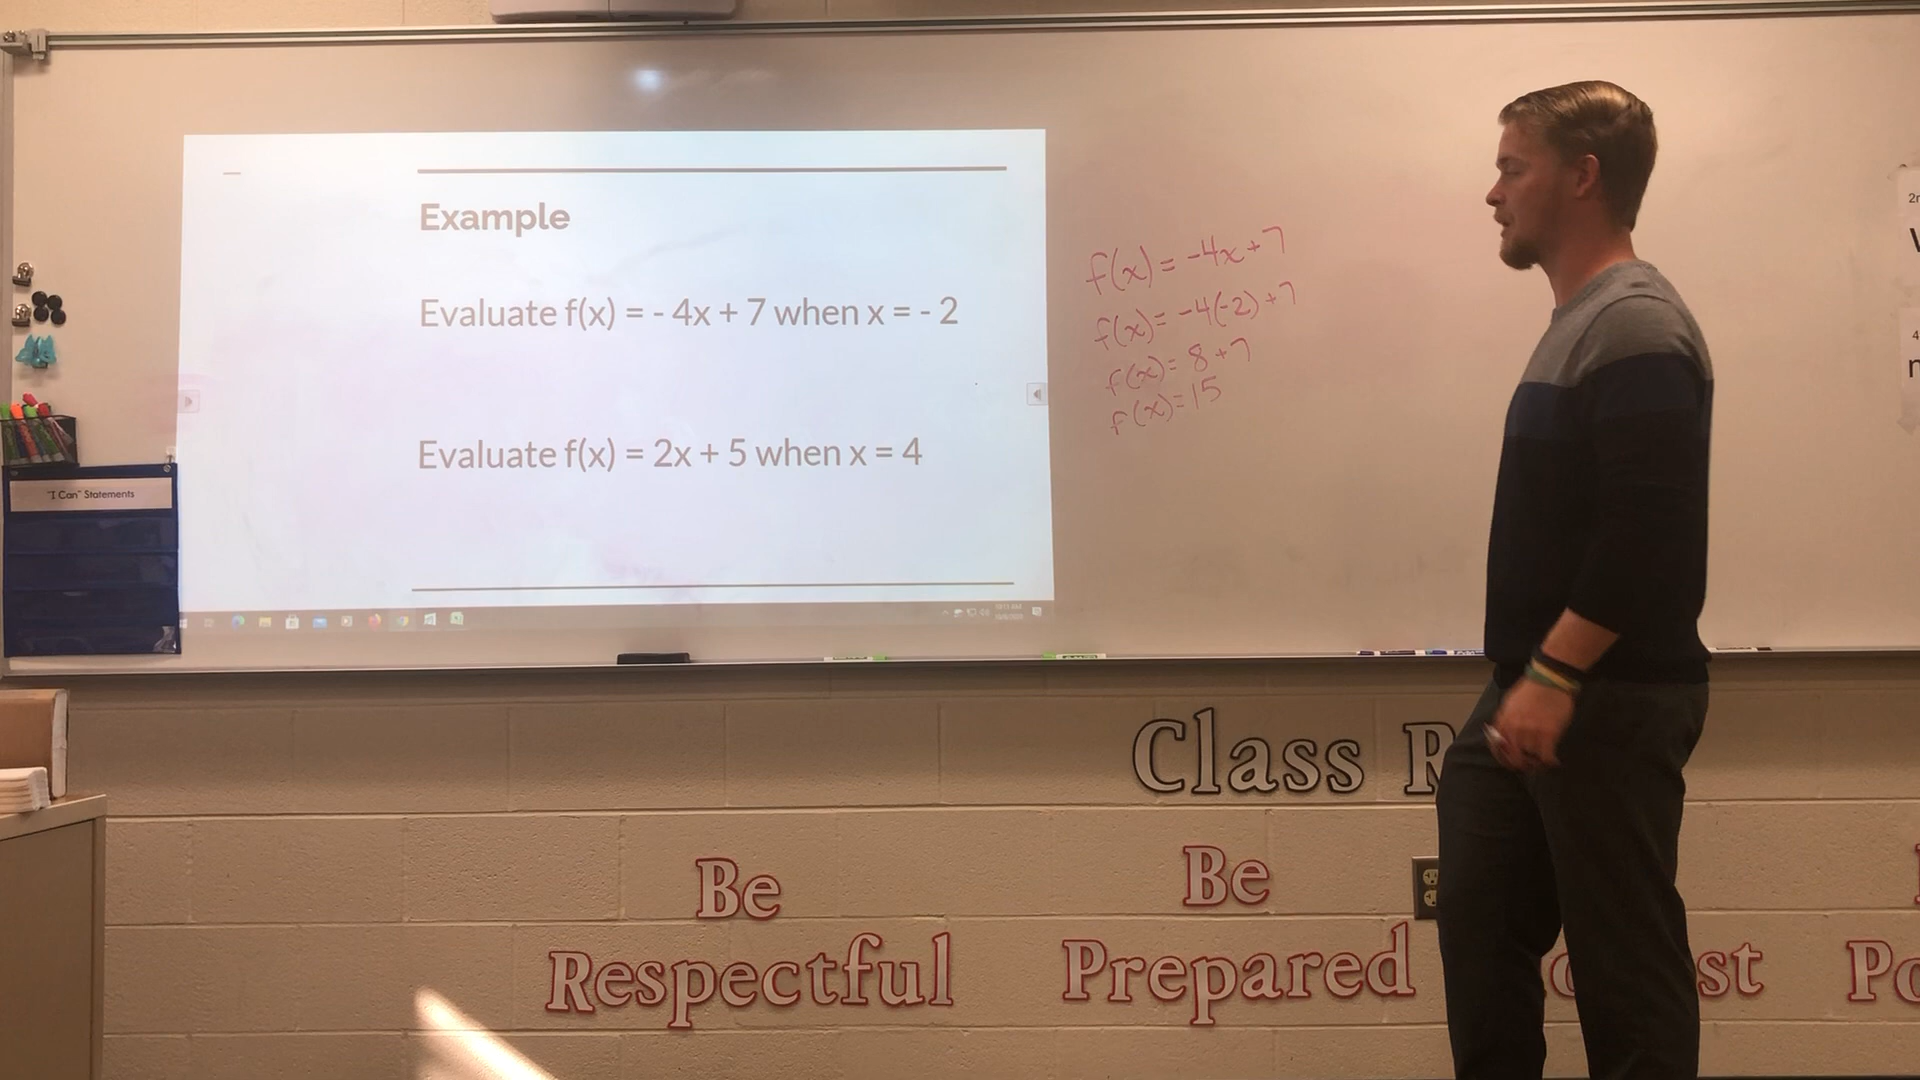 Example
Evaluate f(x) = - 4x + 7 when x = - 2
Evaluate f(x) = 2x + 5 when x = 4
f(x) = -4x + 7
f(x) = -4(-2) + 7
f(x) = 8 + 7
f(x) = 15
"I Can" Statements
Class R
Be
Respectful
Be
Prepared
st
Po